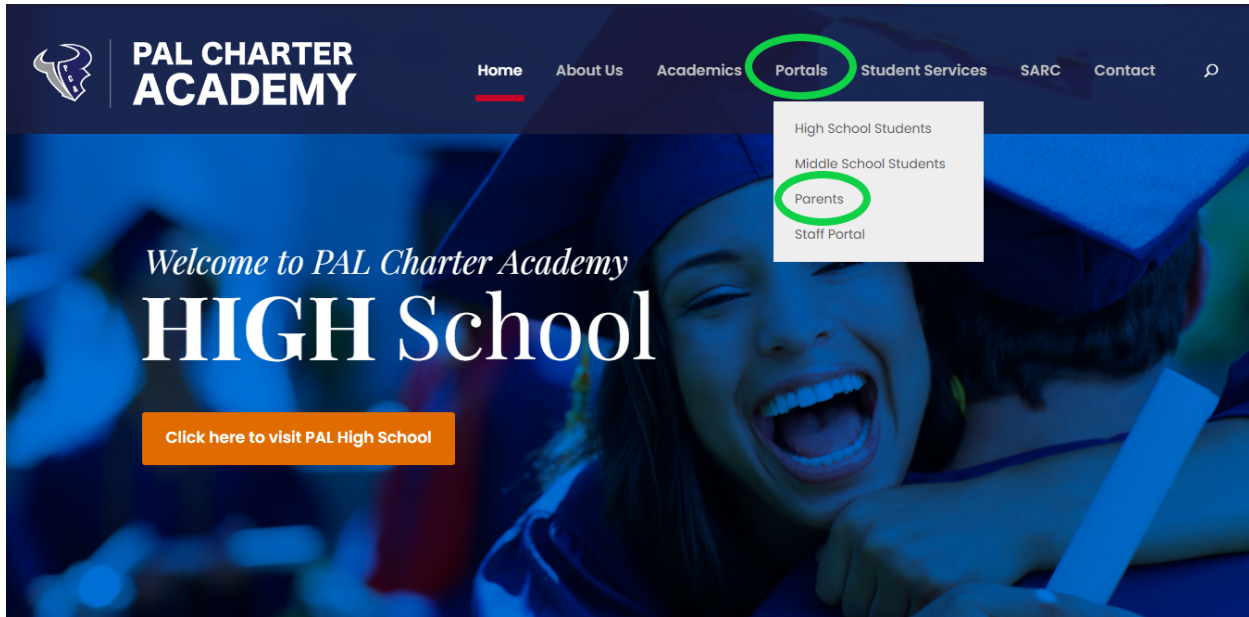 PAL CHARTER
ACADEMY
Home About Us Academics Portals Student Services SARC Contact
High School Students
Middle School Students
Parents
Staff Portal
Welcome to PAL Charter Academy
HIGH School
Click here to visit PAL High School